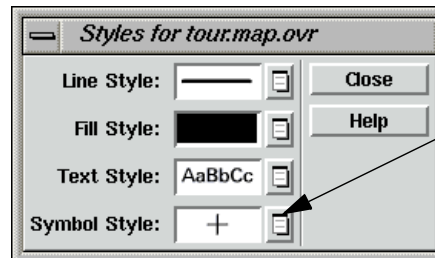 Styles for tour.map.ovr
Line Style:
Close
Fill Style:
Help
Text Style: AaBbCc
Symbol Style: